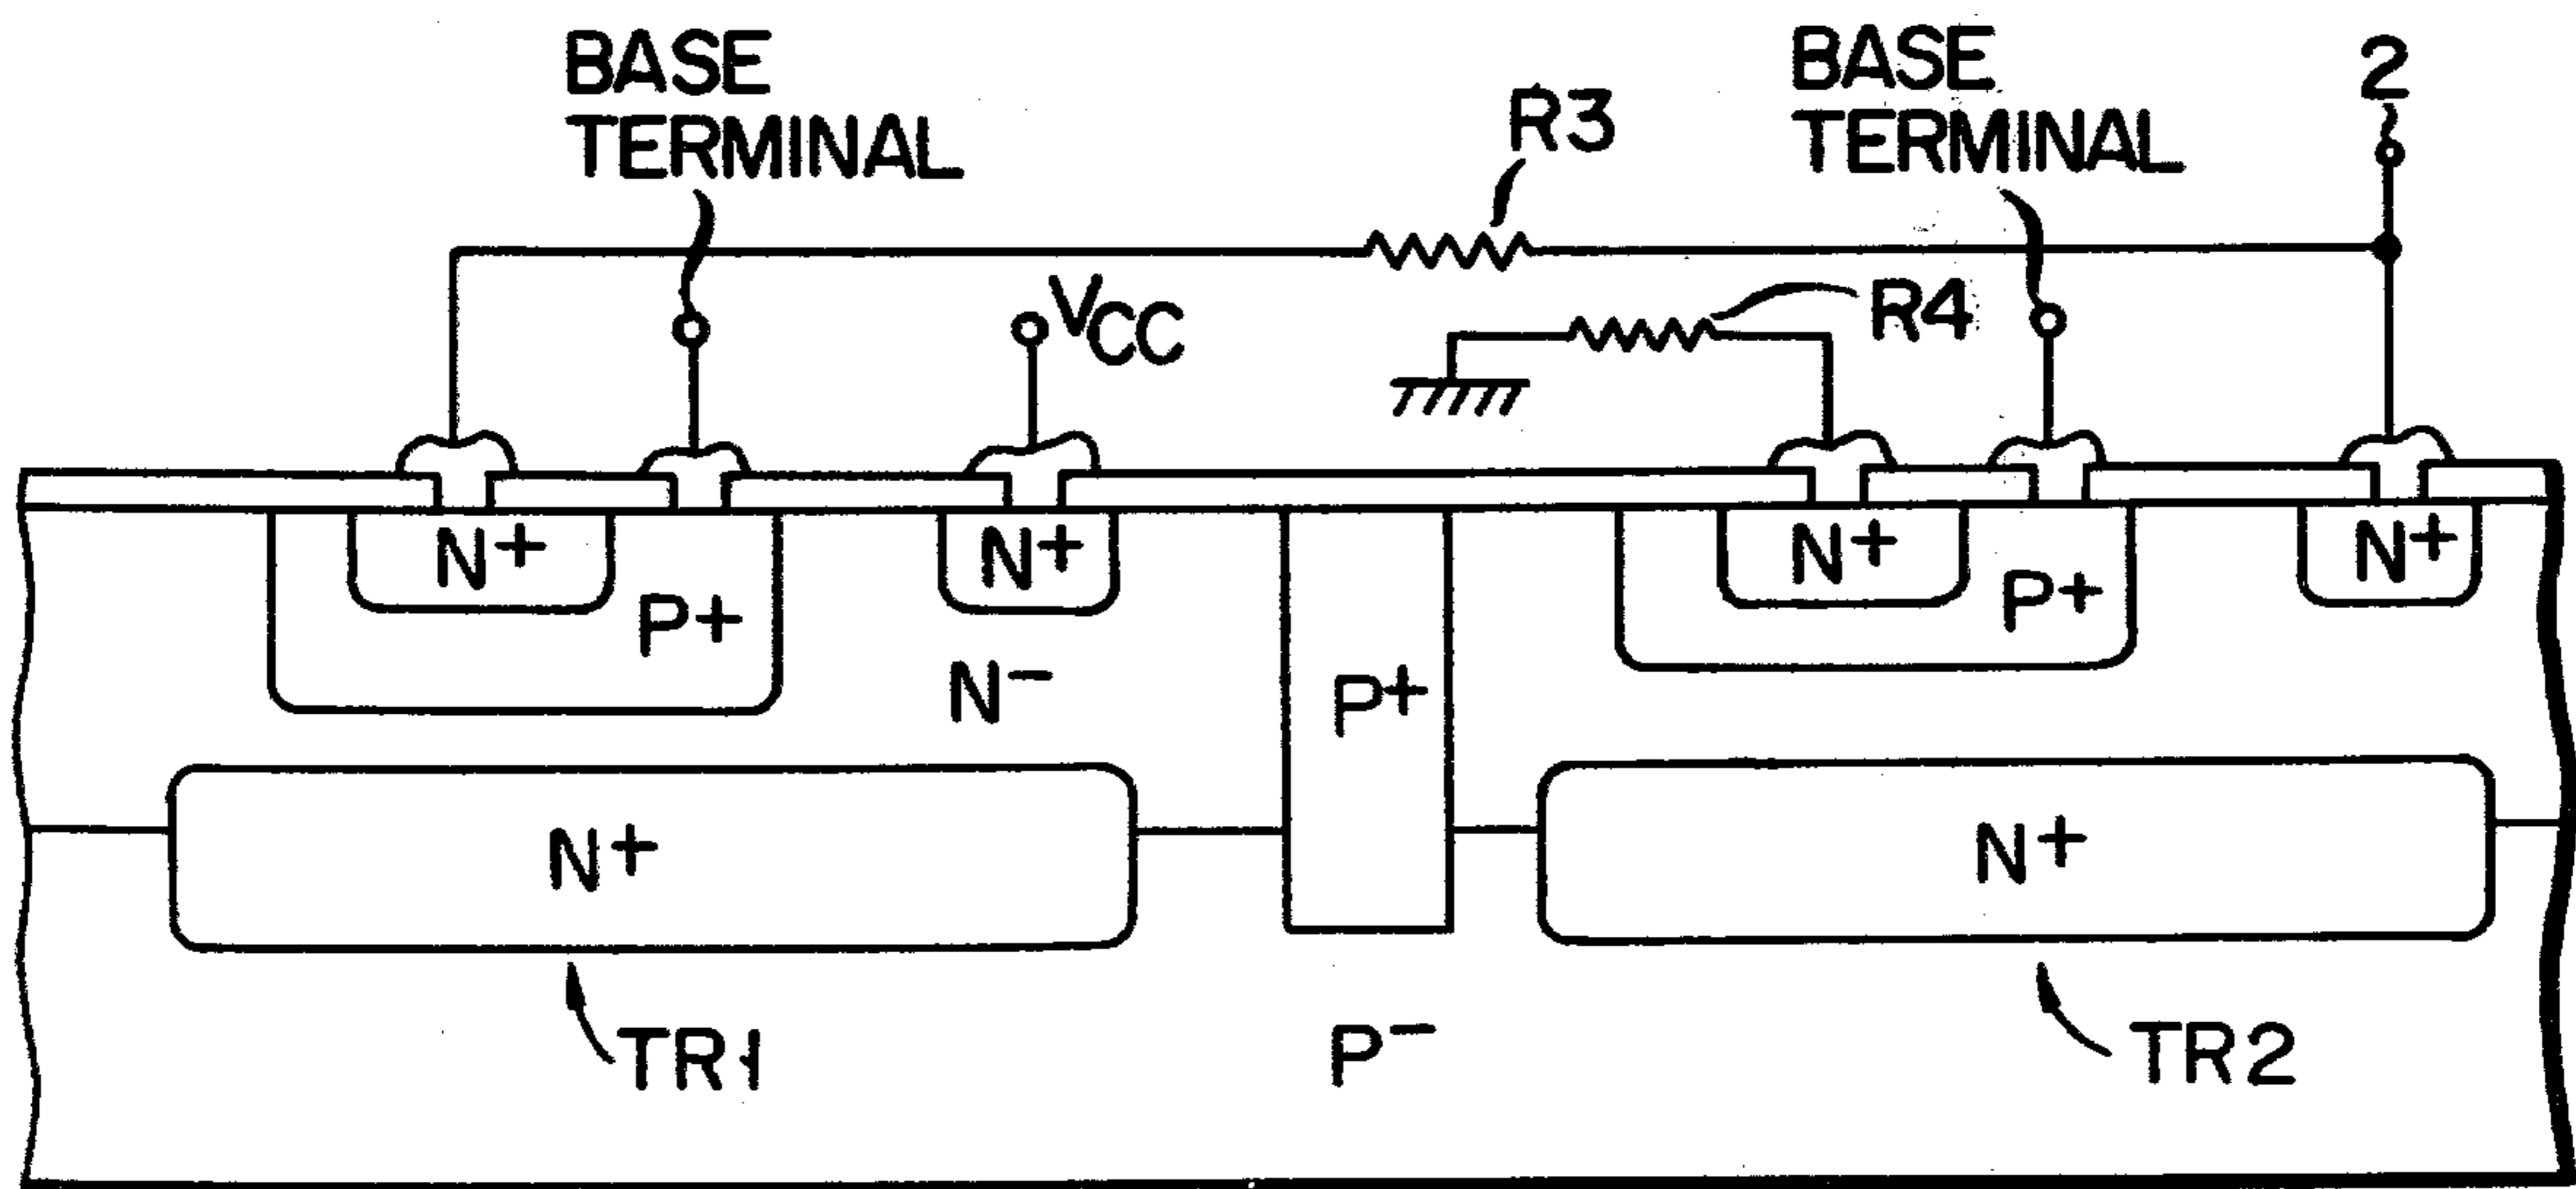 BASE
TERMINAL
R3
BASE
TERMINAL
2
VCC
R4
N+
N+
N+
N+
P+
P+
N-
P+
N+
N+
TR1
P-
TR2